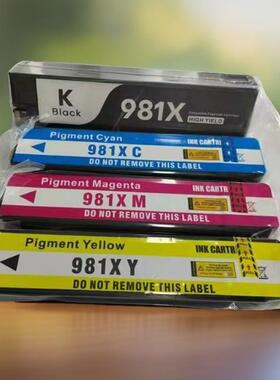 K
Black
981X
HIGH YIELD
Pigment Cyan
INK CARTR
981X C
DO NOT REMOVE THIS LABEL
Pigment Magenta
INK CARTR
981X M
DO NOT REMOVE THIS LABEL
Pigment Yellow
INK CARTR
981X Y
DO NOT REMOVE THIS LABEL